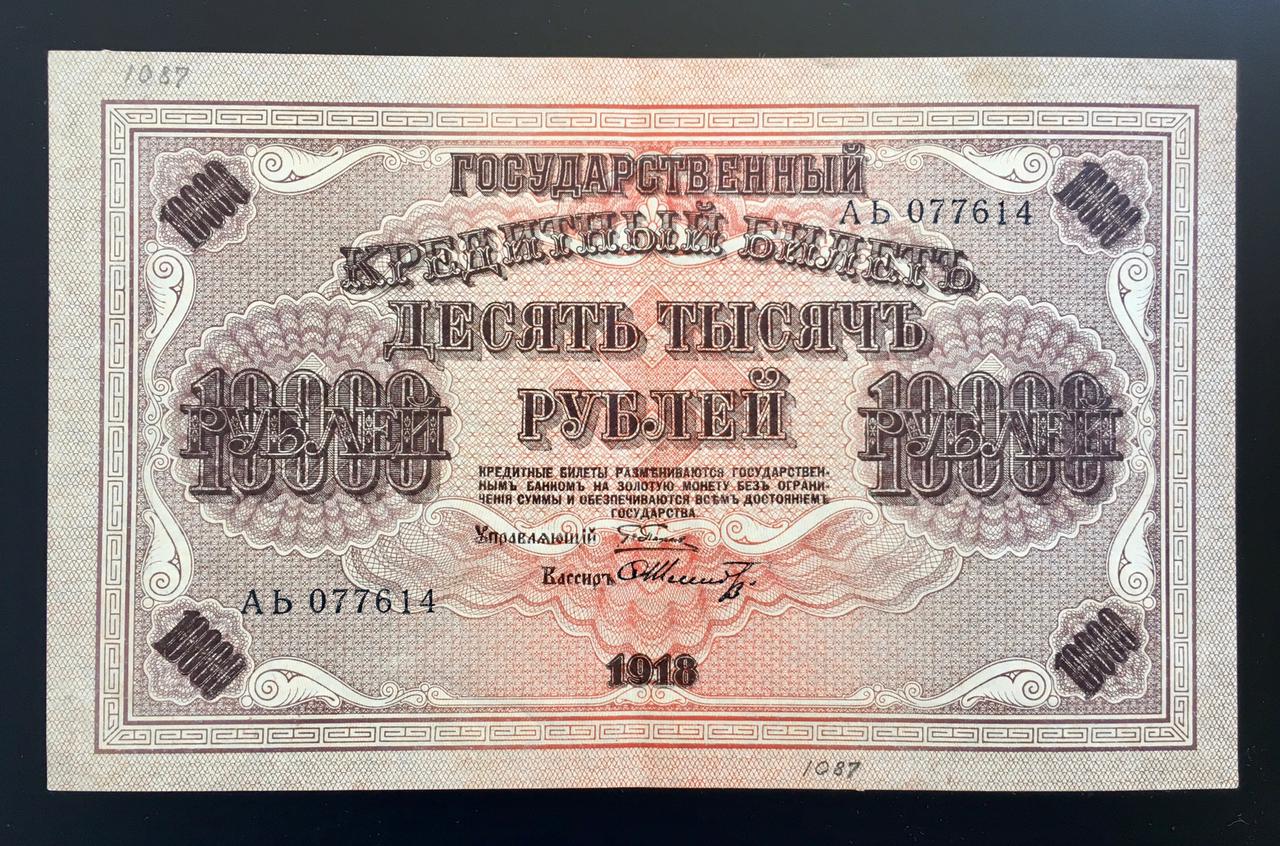 1087
10000 10000
ГОСУДАРСТВЕННЫЙ
АЬ 077614
КРЕДИТНЫЙ БИЛЕТЪ
ДЕСЯТЬ ТЫСЯЧЪ
РУБЛЕЙ
10000 10000
РУБЛЕЙ РУБЛЕЙ
КРЕДИТНЫЕ БИЛЕТЫ РАЗМѢНИВАЮТСЯ ГОСУДАРСТВЕН-
НЫМЪ БАНКОМЪ НА ЗОЛОТУЮ МОНЕТУ БЕЗЪ ОГРАНИ-
ЧЕНІЯ СУММЫ И ОБЕЗПЕЧИВАЮТСЯ ВСѢМЪ ДОСТОЯНІЕМЪ
ГОСУДАРСТВА
Управляющій
Кассиръ
АЬ 077614
10000 10000
1918
1087